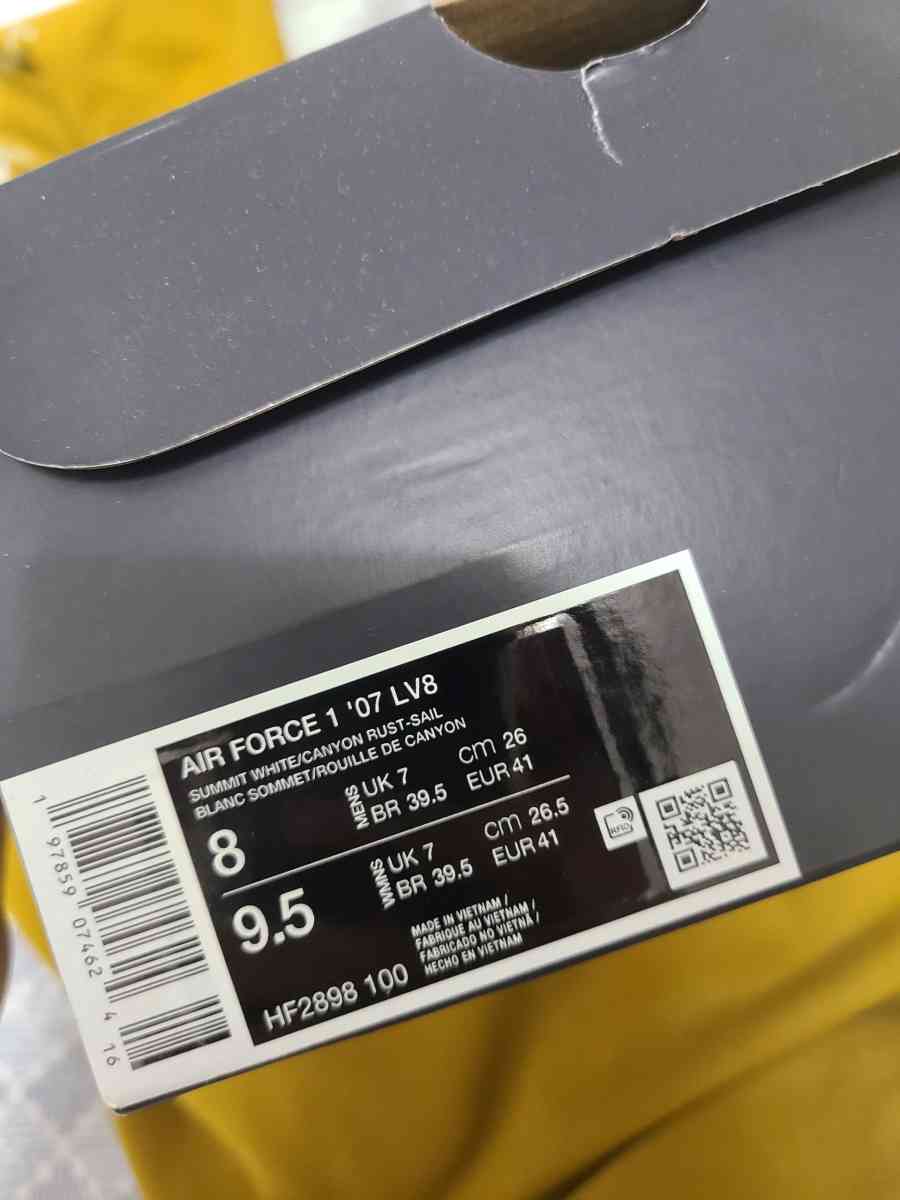 AIR FORCE 1 '07 LV8
SUMMIT WHITE/CANYON RUST-SAIL
BLANC SOMMET/ROUILLE DE CANYON
8
MENS
UK 7
cm 26
BR 39.5
EUR 41
9.5
WMNS
UK 7
cm 26.5
BR 39.5
EUR 41
MADE IN VIETNAM /
FABRIQUE AU VIETNAM /
FABRICADO NO VIETNÃ /
HECHO EN VIETNAM
HF2898 100
RFID
1 97859 07462 4 16